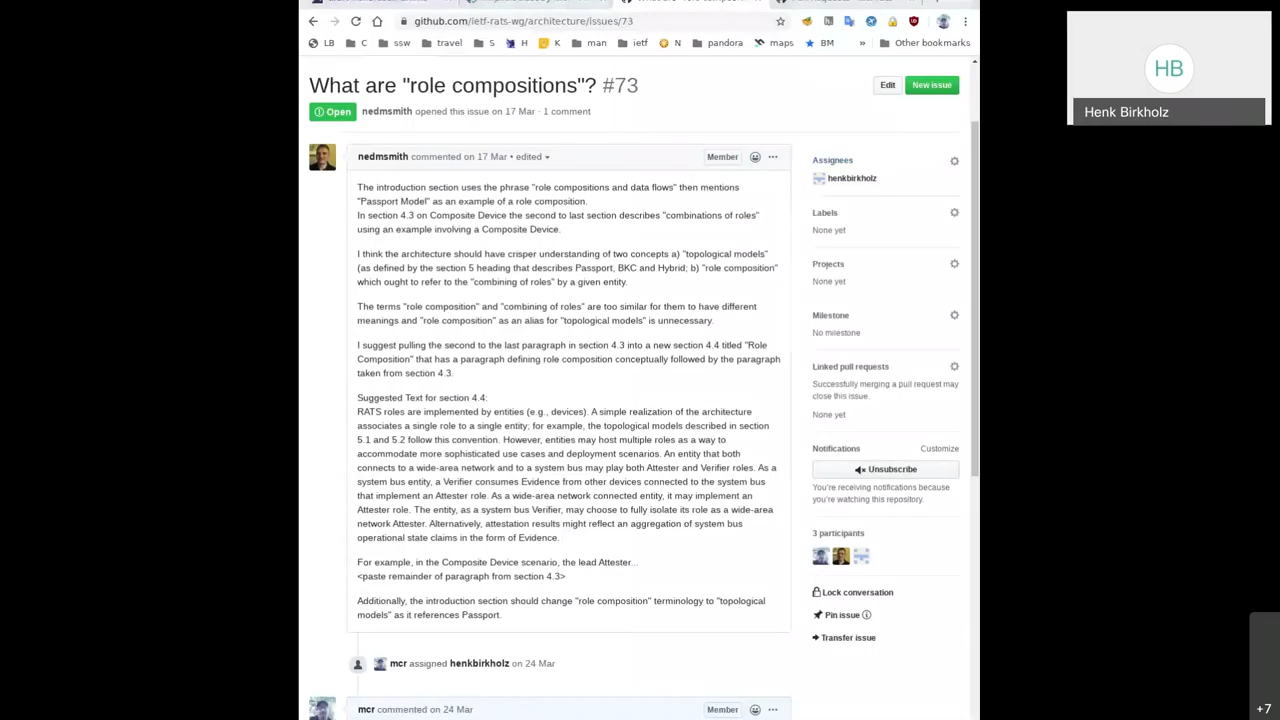 github.com/ietf-rats-wg/architecture/issues/73
LB C ssw travel S H Y K man ietf N pandora maps BM » Other bookmarks
What are "role compositions"? #73
Edit New issue
Open nedmsmith opened this issue on 17 Mar · 1 comment
nedmsmith commented on 17 Mar • edited Member
The introduction section uses the phrase "role compositions and data flows" then mentions
"Passport Model" as an example of a role composition.
In section 4.3 on Composite Device the second to last section describes "combinations of roles"
using an example involving a Composite Device.
I think the architecture should have crisper understanding of two concepts a) "topological models"
(as defined by the section 5 heading that describes Passport, BKC and Hybrid; b) "role composition"
which ought to refer to the "combining of roles" by a given entity.
The terms "role composition" and "combining of roles" are too similar for them to have different
meanings and "role composition" as an alias for "topological models" is unnecessary.
I suggest pulling the second to the last paragraph in section 4.3 into a new section 4.4 titled "Role
Composition" that has a paragraph defining role composition conceptually followed by the paragraph
taken from section 4.3.
Suggested Text for section 4.4:
RATS roles are implemented by entities (e.g., devices). A simple realization of the architecture
associates a single role to a single entity; for example, the topological models described in section
5.1 and 5.2 follow this convention. However, entities may host multiple roles as a way to
accommodate more sophisticated use cases and deployment scenarios. An entity that both
connects to a wide-area network and to a system bus may play both Attester and Verifier roles. As a
system bus entity, a Verifier consumes Evidence from other devices connected to the system bus
that implement an Attester role. As a wide-area network connected entity, it may implement an
Attester role. The entity, as a system bus Verifier, may choose to fully isolate its role as a wide-area
network Attester. Alternatively, attestation results might reflect an aggregation of system bus
operational state claims in the form of Evidence.
For example, in the Composite Device scenario, the lead Attester...
<paste remainder of paragraph from section 4.3>
Additionally, the introduction section should change "role composition" terminology to "topological
models" as it references Passport.
mcr assigned henkbirkholz on 24 Mar
mcr commented on 24 Mar Member
Assignees
henkbirkholz
Labels
None yet
Projects
None yet
Milestone
No milestone
Linked pull requests
Successfully merging a pull request may
close this issue.
None yet
Notifications Customize
Unsubscribe
You're receiving notifications because
you're watching this repository.
3 participants
Lock conversation
Pin issue
Transfer issue
HB
Henk Birkholz
+7